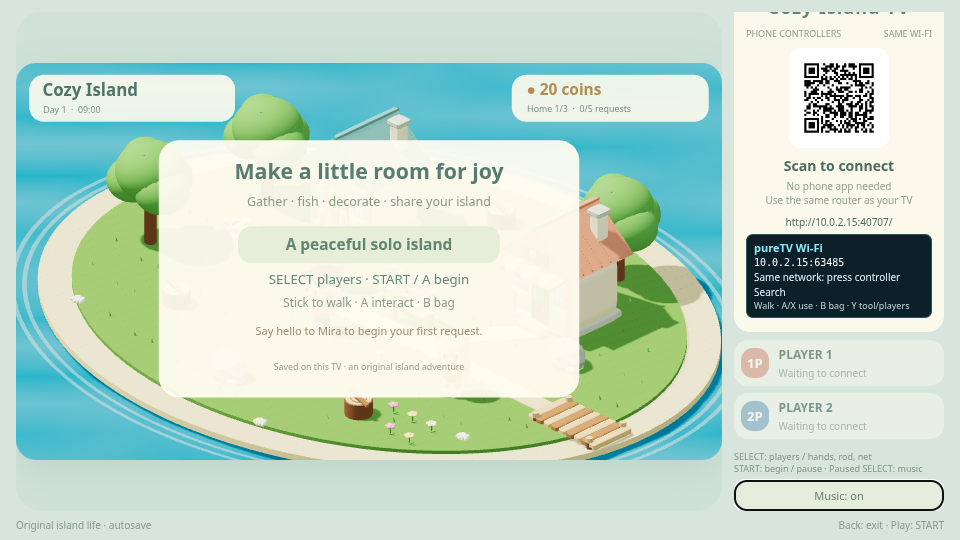 Cozy Island
Day 1 · 09:00
● 20 coins
Home 1/3 · 0/5 requests
Make a little room for joy
Gather · fish · decorate · share your island
A peaceful solo island
SELECT players · START / A begin
Stick to walk · A interact · B bag
Say hello to Mira to begin your first request.
Saved on this TV · an original island adventure
Cozy Island TV
PHONE CONTROLLERS
SAME WI-FI
Scan to connect
No phone app needed
Use the same router as your TV
http://10.0.2.15:40707/
pureTV Wi-Fi
10.0.2.15:63485
Same network: press controller
Search
Walk · A/X use · B bag · Y tool/players
1P
PLAYER 1
Waiting to connect
2P
PLAYER 2
Waiting to connect
SELECT: players / hands, rod, net
START: begin / pause · Paused SELECT: music
Music: on
Original island life · autosave
Back: exit · Play: START